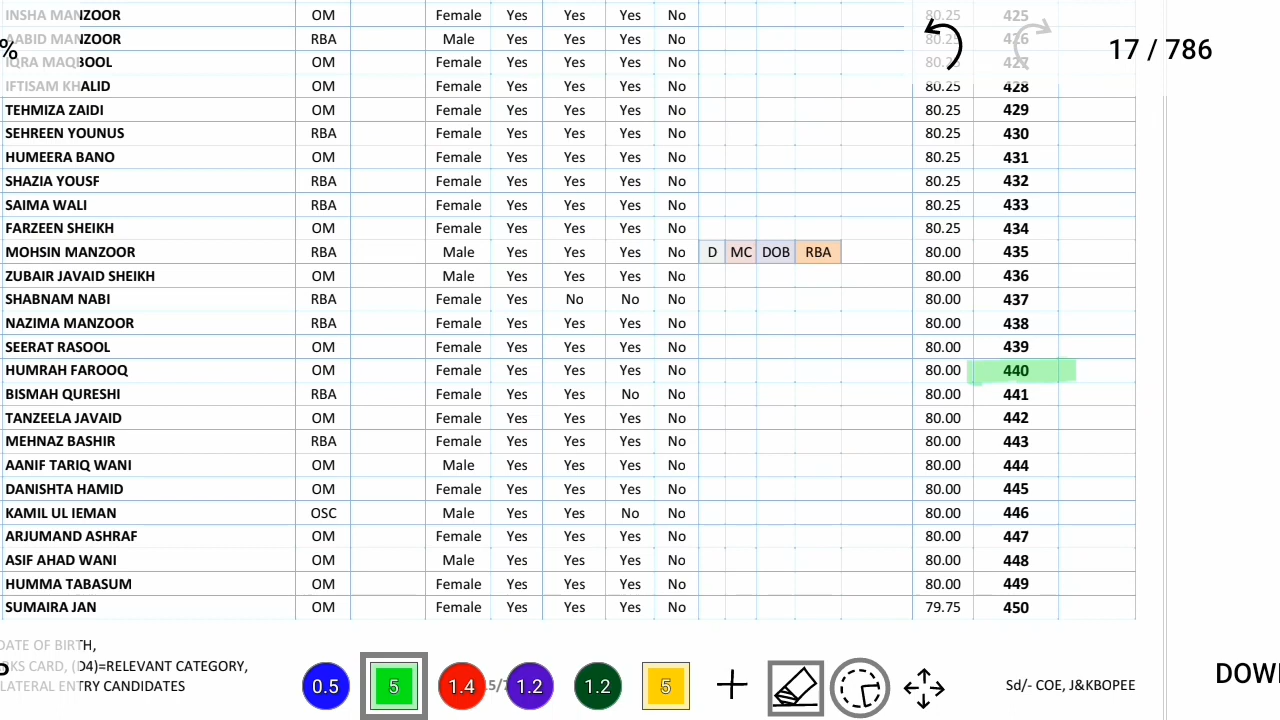 INSHA MANZOOR OM Female Yes Yes Yes No 80.25 425
AABID MANZOOR RBA Male Yes Yes Yes No 80.25 426
%
IQRA MAQBOOL OM Female Yes Yes Yes No 80.25 427
17 / 786
IFTISAM KHALID OM Female Yes Yes Yes No 80.25 428
TEHMIZA ZAIDI OM Female Yes Yes Yes No 80.25 429
SEHREEN YOUNUS RBA Female Yes Yes Yes No 80.25 430
HUMEERA BANO OM Female Yes Yes Yes No 80.25 431
SHAZIA YOUSF RBA Female Yes Yes Yes No 80.25 432
SAIMA WALI RBA Female Yes Yes Yes No 80.25 433
FARZEEN SHEIKH OM Female Yes Yes Yes No 80.25 434
MOHSIN MANZOOR RBA Male Yes Yes Yes No D MC DOB RBA 80.00 435
ZUBAIR JAVAID SHEIKH OM Male Yes Yes Yes No 80.00 436
SHABNAM NABI RBA Female Yes No No No 80.00 437
NAZIMA MANZOOR RBA Female Yes Yes Yes No 80.00 438
SEERAT RASOOL OM Female Yes Yes Yes No 80.00 439
HUMRAH FAROOQ OM Female Yes Yes Yes No 80.00 440
BISMAH QURESHI RBA Female Yes Yes No No 80.00 441
TANZEELA JAVAID OM Female Yes Yes Yes No 80.00 442
MEHNAZ BASHIR RBA Female Yes Yes Yes No 80.00 443
AANIF TARIQ WANI OM Male Yes Yes Yes No 80.00 444
DANISHTA HAMID OM Female Yes Yes Yes No 80.00 445
KAMIL UL IEMAN OSC Male Yes Yes No No 80.00 446
ARJUMAND ASHRAF OM Female Yes Yes Yes No 80.00 447
ASIF AHAD WANI OM Male Yes Yes Yes No 80.00 448
HUMMA TABASUM OM Female Yes Yes Yes No 80.00 449
SUMAIRA JAN OM Female Yes Yes Yes No 79.75 450
DATE OF BIRTH,
RKS CARD, (D4)=RELEVANT CATEGORY,
LATERAL ENTRY CANDIDATES
0.5 5 1.4 1.2 1.2 5
Sd/- COE, J&KBOPEE
DOW